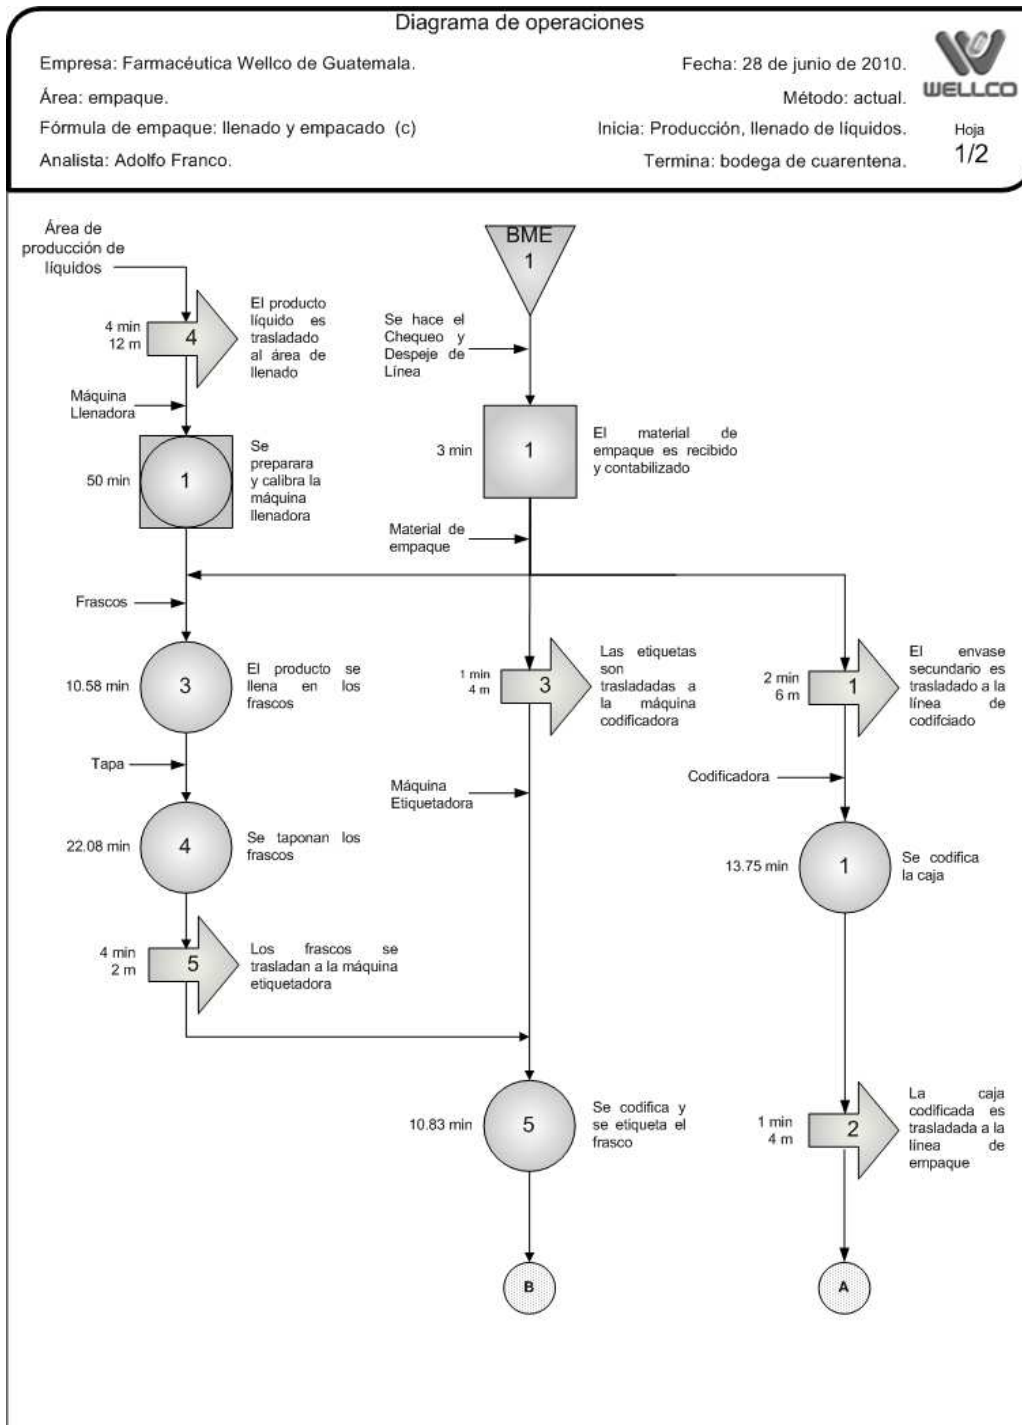 Diagrama de operaciones
Empresa: Farmacéutica Wellco de Guatemala.
Fecha: 28 de junio de 2010.
Área: empaque.
Método: actual.
Fórmula de empaque: llenado y empacado (c)
Inicia: Producción, llenado de líquidos.
Analista: Adolfo Franco.
Termina: bodega de cuarentena.
WELLCO
Hoja
1/2
Área de
producción de
líquidos
4 min
12 m
4
El producto
líquido es
trasladado
al área de
llenado
Máquina
Llenadora
50 min
1
Se
preparara
y calibra la
máquina
llenadora
Frascos
10.58 min
3
El producto se
llena en los
frascos
Tapa
22.08 min
4
Se taponan los
frascos
4 min
2 m
5
Los frascos se
trasladan a la máquina
etiquetadora
BME
1
Se hace el
Chequeo y
Despeje de
Línea
3 min
1
El material de
empaque es recibido
y contabilizado
Material de
empaque
1 min
4 m
3
Las etiquetas
son
trasladadas a
la máquina
codificadora
Máquina
Etiquetadora
10.83 min
5
Se codifica y
se etiqueta el
frasco
B
2 min
6 m
1
El envase
secundario es
trasladado a la
línea de
codifciado
Codificadora
13.75 min
1
Se codifica
la caja
1 min
4 m
2
La caja
codificada es
trasladada a la
línea de
empaque
A